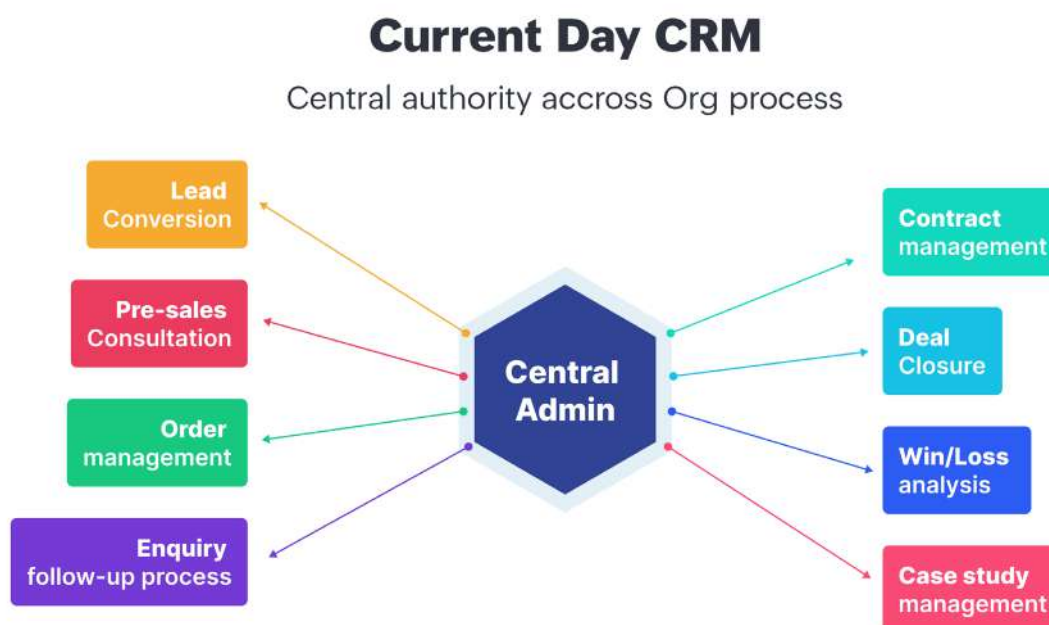 Current Day CRM
Central authority accross Org process
Lead
Conversion
Pre-sales
Consultation
Order
management
Enquiry
follow-up process
Central
Admin
Contract
management
Deal
Closure
Win/Loss
analysis
Case study
management